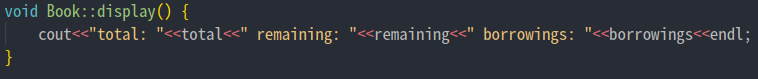 void Book::display() {
    cout<<"total: "<<total<<" remaining: "<<remaining<<" borrowings: "<<borrowings<<endl;
}